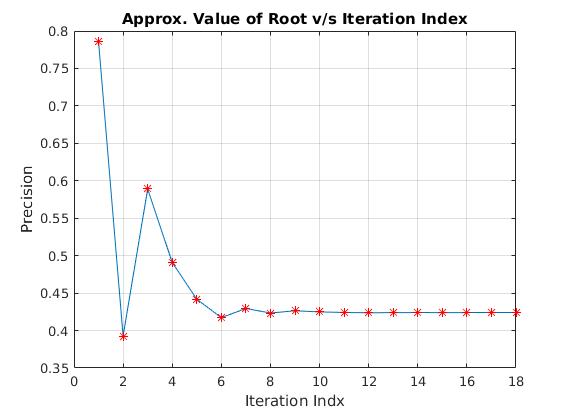 Approx. Value of Root v/s Iteration Index
0.8
0.75
0.7
0.65
0.6
0.55
0.5
0.45
0.4
0.35
Precision
0 2 4 6 8 10 12 14 16 18
Iteration Indx